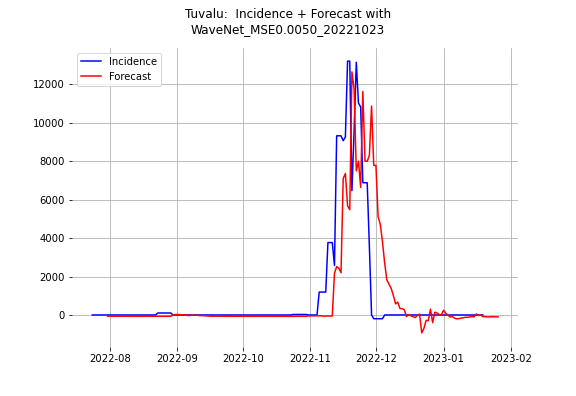 Tuvalu:  Incidence + Forecast with
WaveNet_MSE0.0050_20221023
Incidence
Forecast
12000
10000
8000
6000
4000
2000
0
2022-08 2022-09 2022-10 2022-11 2022-12 2023-01 2023-02